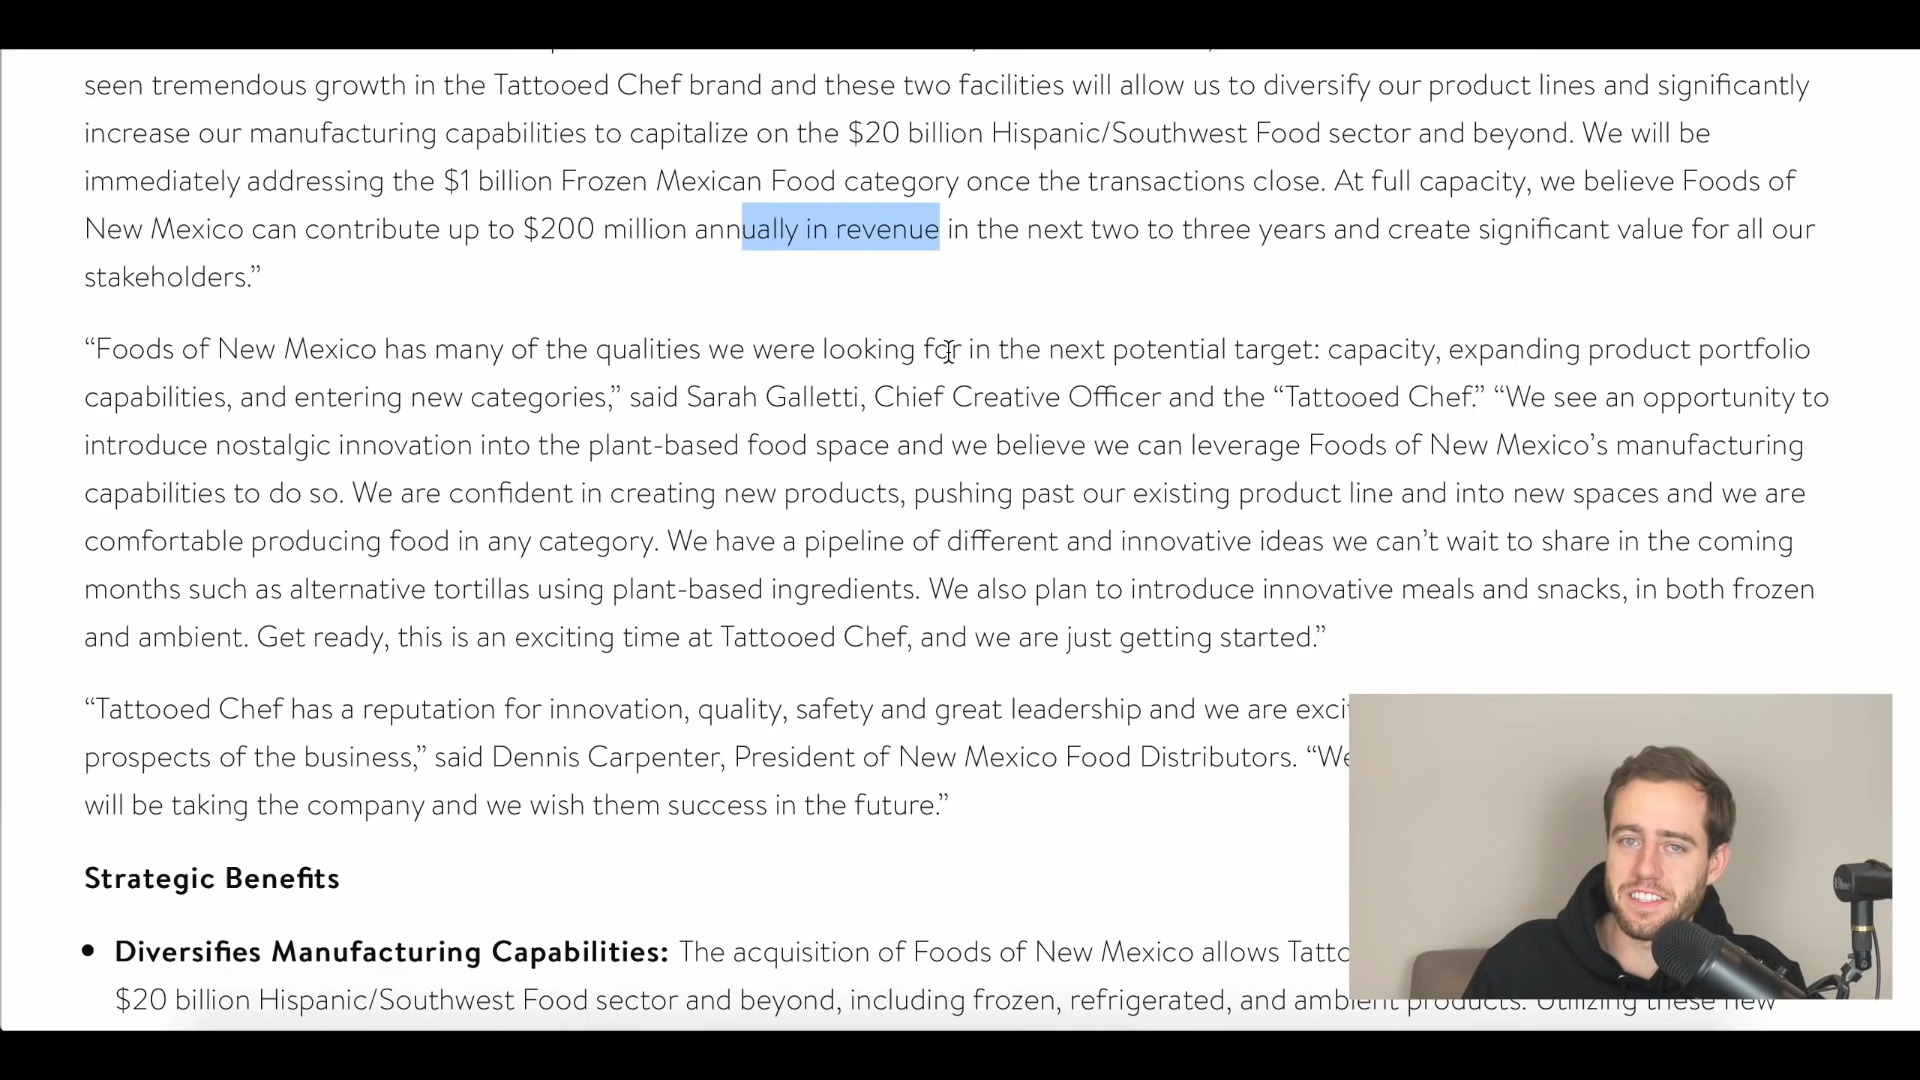 seen tremendous growth in the Tattooed Chef brand and these two facilities will allow us to diversify our product lines and significantly
increase our manufacturing capabilities to capitalize on the $20 billion Hispanic/Southwest Food sector and beyond. We will be
immediately addressing the $1 billion Frozen Mexican Food category once the transactions close. At full capacity, we believe Foods of
New Mexico can contribute up to $200 million annually in revenue in the next two to three years and create significant value for all our
stakeholders.”
“Foods of New Mexico has many of the qualities we were looking for in the next potential target: capacity, expanding product portfolio
capabilities, and entering new categories,” said Sarah Galletti, Chief Creative Officer and the “Tattooed Chef.” “We see an opportunity to
introduce nostalgic innovation into the plant-based food space and we believe we can leverage Foods of New Mexico’s manufacturing
capabilities to do so. We are confident in creating new products, pushing past our existing product line and into new spaces and we are
comfortable producing food in any category. We have a pipeline of different and innovative ideas we can’t wait to share in the coming
months such as alternative tortillas using plant-based ingredients. We also plan to introduce innovative meals and snacks, in both frozen
and ambient. Get ready, this is an exciting time at Tattooed Chef, and we are just getting started.”
“Tattooed Chef has a reputation for innovation, quality, safety and great leadership and we are exci
prospects of the business,” said Dennis Carpenter, President of New Mexico Food Distributors. “We
will be taking the company and we wish them success in the future.”
Strategic Benefits
• Diversifies Manufacturing Capabilities: The acquisition of Foods of New Mexico allows Tatto
$20 billion Hispanic/Southwest Food sector and beyond, including frozen, refrigerated, and ambient products. Utilizing these new